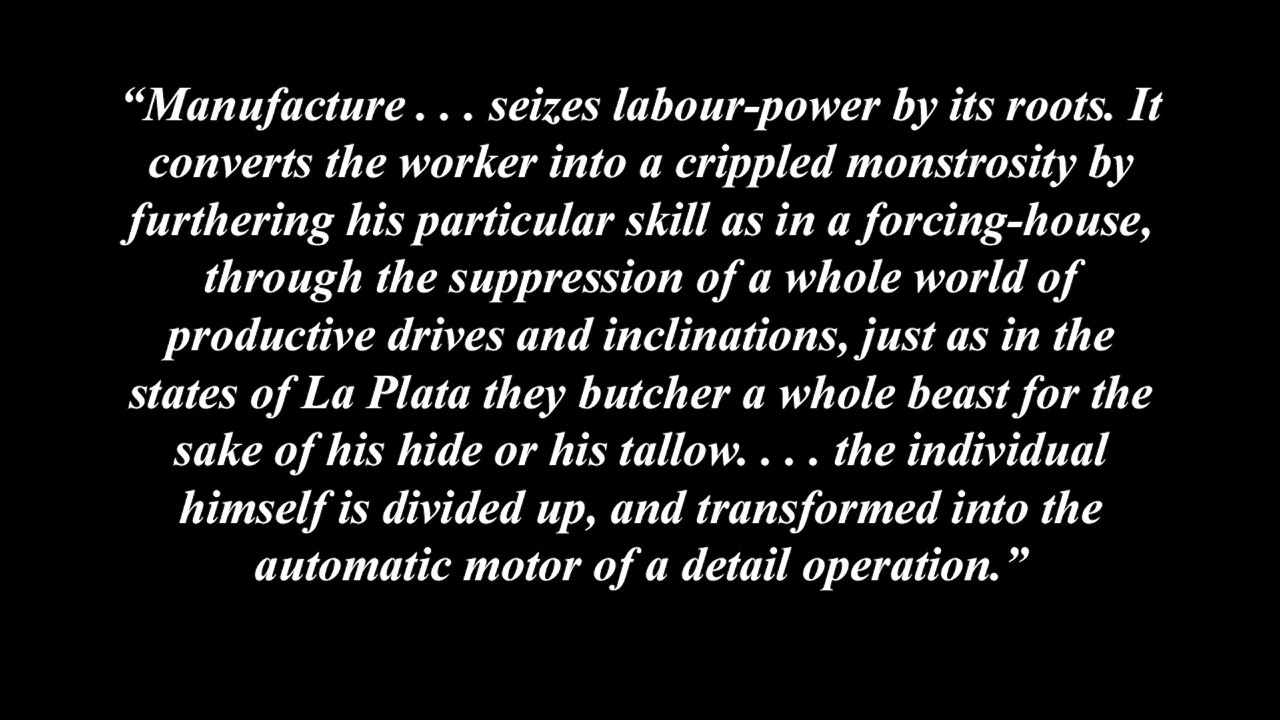 “Manufacture . . . seizes labour-power by its roots. It
converts the worker into a crippled monstrosity by
furthering his particular skill as in a forcing-house,
through the suppression of a whole world of
productive drives and inclinations, just as in the
states of La Plata they butcher a whole beast for the
sake of his hide or his tallow. . . . the individual
himself is divided up, and transformed into the
automatic motor of a detail operation.”